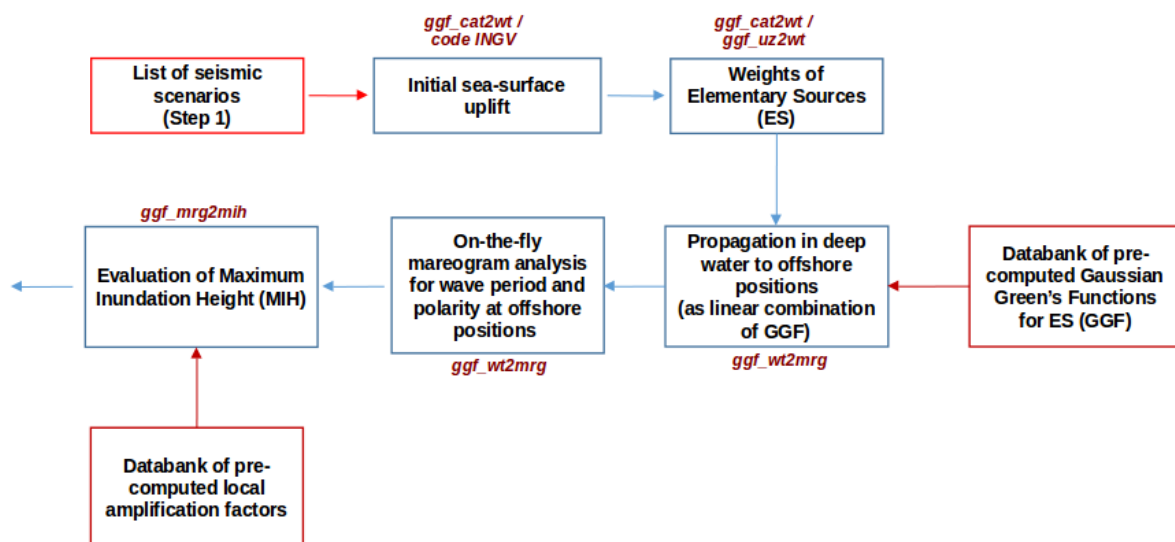 ggf_cat2wt /
code INGV
ggf_cat2wt /
ggf_uz2wt
List of seismic
scenarios
(Step 1)
Initial sea-surface
uplift
Weights of
Elementary Sources
(ES)
ggf_mrg2mih
Evaluation of Maximum
Inundation Height (MIH)
On-the-fly
mareogram analysis
for wave period and
polarity at offshore
positions
ggf_wt2mrg
Propagation in deep
water to offshore
positions
(as linear combination
of GGF)
ggf_wt2mrg
Databank of pre-
computed Gaussian
Green's Functions
for ES (GGF)
Databank of pre-
computed local
amplification factors